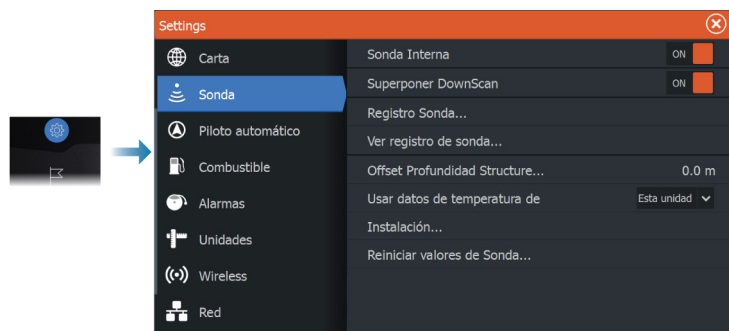 Settings
Carta
Sonda
Piloto automático
Combustible
Alarmas
Unidades
Wireless
Red
Sonda Interna ON
Superponer DownScan ON
Registro Sonda...
Ver registro de sonda...
Offset Profundidad Structure... 0.0 m
Usar datos de temperatura de Esta unidad
Instalación...
Reiniciar valores de Sonda...